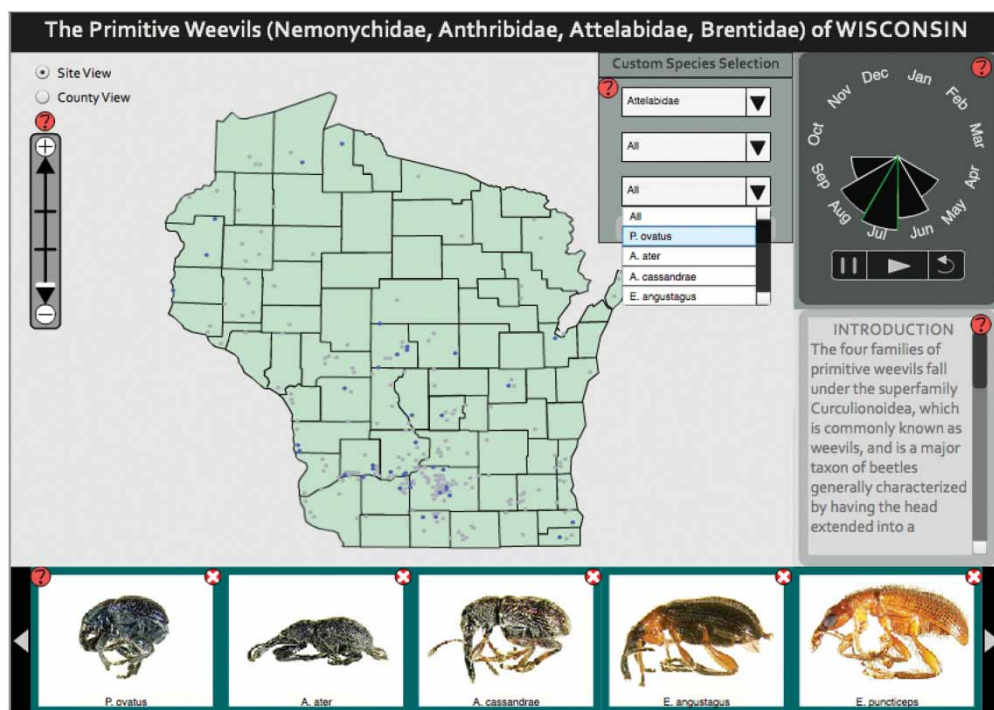 The Primitive Weevils (Nemonychidae, Anthribidae, Attelabidae, Brentidae) of WISCONSIN
Site View
County View
?
+
−
Custom Species Selection
?
Attelabidae
All
All
All
P. ovatus
A. ater
A. cassandrae
E. angustagus
?
Jan
Feb
Mar
Apr
May
Jun
Jul
Aug
Sep
Oct
Nov
Dec
?
INTRODUCTION
The four families of
primitive weevils fall
under the superfamily
Curculionoidea, which
is commonly known as
weevils, and is a major
taxon of beetles
generally characterized
by having the head
extended into a
?
P. ovatus
A. ater
A. cassandrae
E. angustagus
E. puncticeps